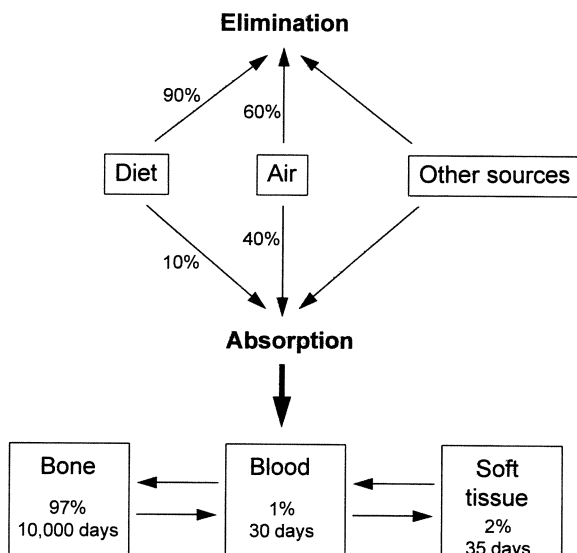 Elimination
90%
60%
Diet
Air
Other sources
10%
40%
Absorption
Bone
97%
10,000 days
Blood
1%
30 days
Soft
tissue
2%
35 days